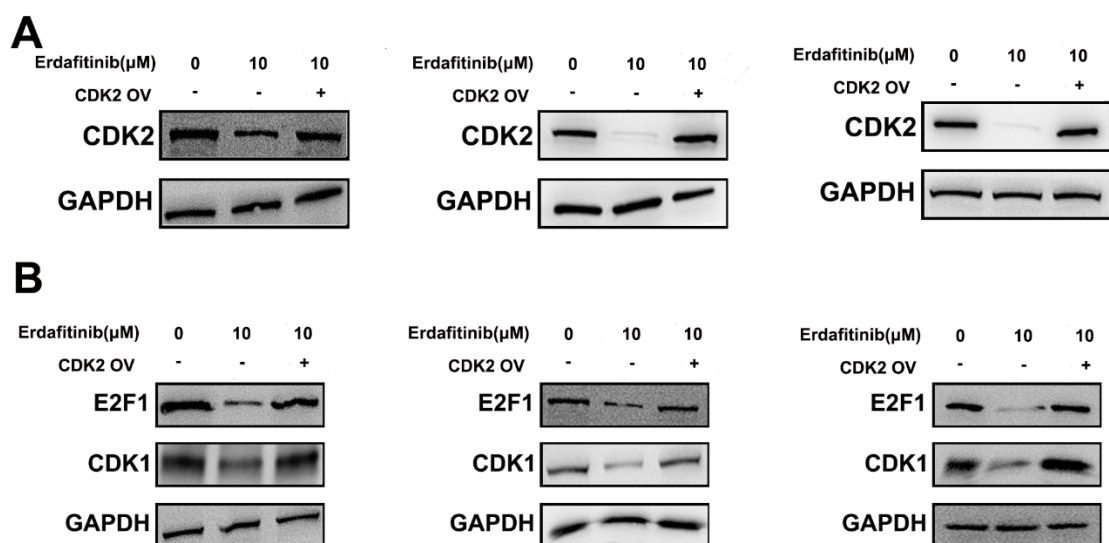 A
Erdafitinib(μM) 0 10 10
CDK2 OV - - +
CDK2
GAPDH
Erdafitinib(μM) 0 10 10
CDK2 OV - - +
CDK2
GAPDH
Erdafitinib(μM) 0 10 10
CDK2 OV - - +
CDK2
GAPDH
B
Erdafitinib(μM) 0 10 10
CDK2 OV - - +
E2F1
CDK1
GAPDH
Erdafitinib(μM) 0 10 10
CDK2 OV - - +
E2F1
CDK1
GAPDH
Erdafitinib(μM) 0 10 10
CDK2 OV - - +
E2F1
CDK1
GAPDH